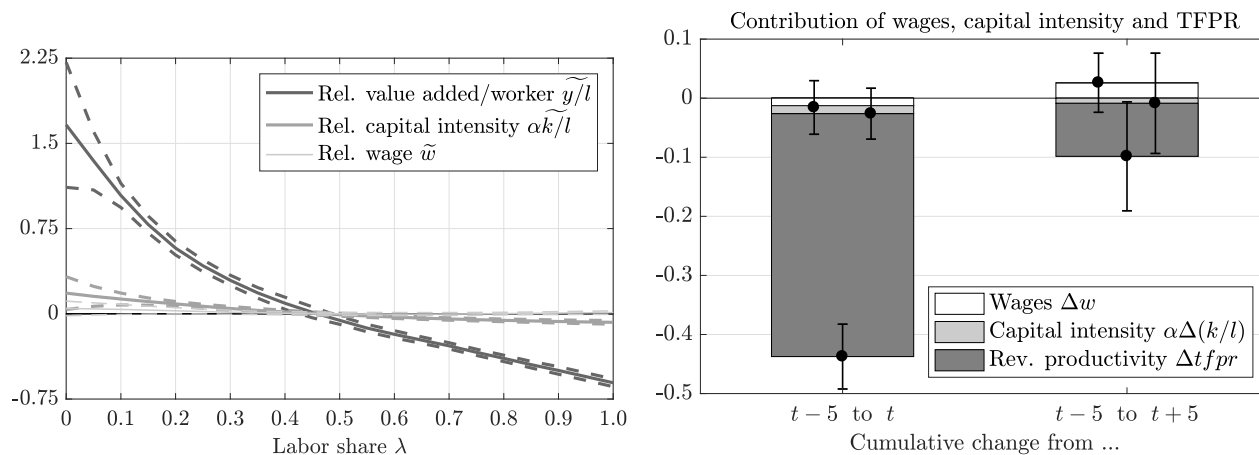 2.25
1.5
0.75
0
-0.75
0 0.1 0.2 0.3 0.4 0.5 0.6 0.7 0.8 0.9 1.0
Labor share λ
Rel. value added/worker y/l~
Rel. capital intensity αk/l~
Rel. wage w̃
Contribution of wages, capital intensity and TFPR
0.1
0
-0.1
-0.2
-0.3
-0.4
-0.5
Wages Δw
Capital intensity αΔ(k/l)
Rev. productivity Δtfpr
t − 5 to t
t − 5 to t + 5
Cumulative change from ...